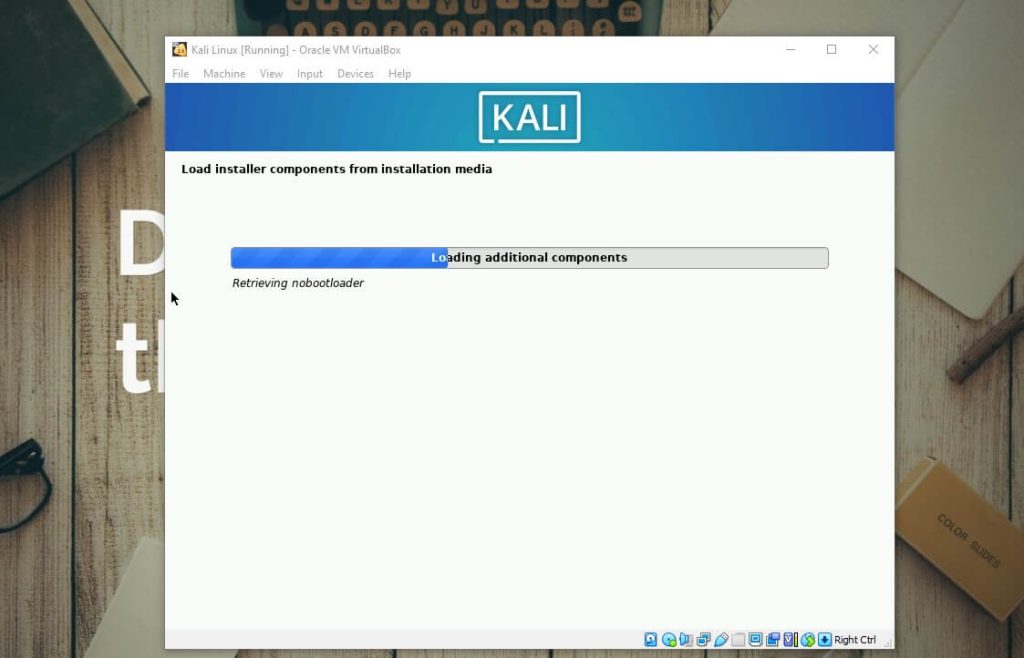 Kali Linux [Running] - Oracle VM VirtualBox
File Machine View Input Devices Help
KALI
Load installer components from installation media
Loading additional components
Retrieving nobootloader
D
t
COLOR SLIDES
Right Ctrl